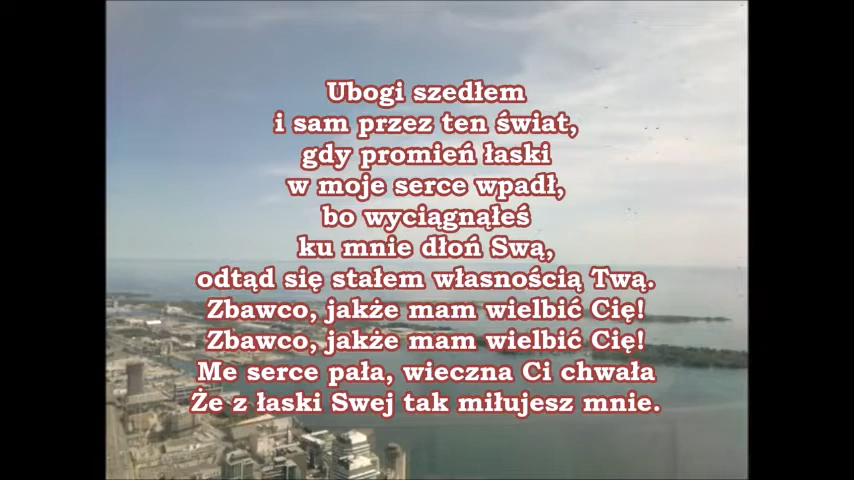 Ubogi szedłem
i sam przez ten świat,
gdy promień łaski
w moje serce wpadł,
bo wyciągnąłeś
ku mnie dłoń Swą,
odtąd się stałem własnością Twą.
Zbawco, jakże mam wielbić Cię!
Zbawco, jakże mam wielbić Cię!
Me serce pała, wieczna Ci chwała
Że z łaski Swej tak miłujesz mnie.